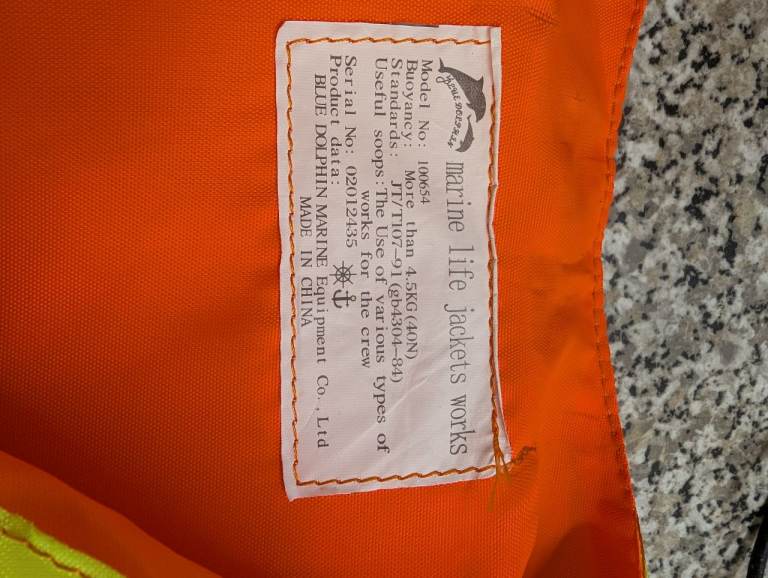 BLUE DOLPHIN
marine life jackets works
Model No: 100654
Buoyancy: More than 4.5KG(40N)
Standards: JT/T107-91(gb4304-84)
Useful soops:The Use of various types of
works for the crew
Serial No: 02012435
Product data:
BLUE DOLPHIN MARINE Equipment Co.,Ltd
MADE IN CHINA